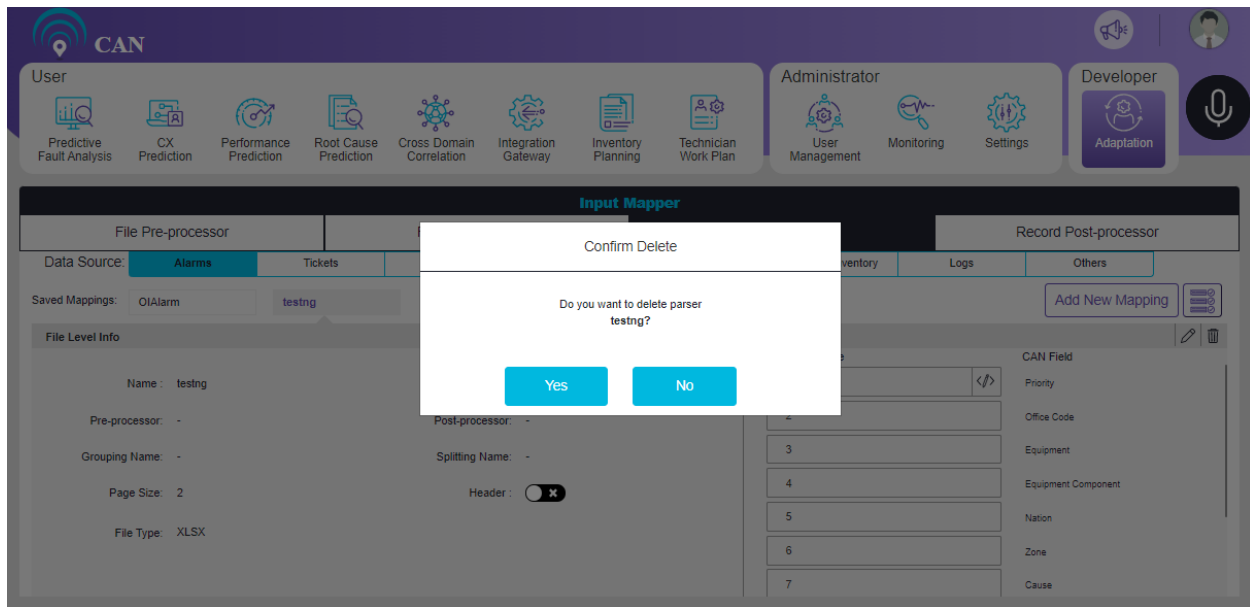 CAN
User
Administrator
Developer
Predictive
Fault Analysis
CX
Prediction
Performance
Prediction
Root Cause
Prediction
Cross Domain
Correlation
Integration
Gateway
Inventory
Planning
Technician
Work Plan
User
Management
Monitoring
Settings
Adaptation
Input Mapper
File Pre-processor
Record Post-processor
Confirm Delete
Data Source:
Alarms
Tickets
Logs
Others
Saved Mappings:
OIAlarm
testng
Add New Mapping
Do you want to delete parser
testng?
Yes
No
File Level Info
CAN Field
Name : testng
</> Priority
Pre-processor: -
Post-processor: -
2 Office Code
Grouping Name: -
Splitting Name: -
3 Equipment
Page Size: 2
Header :
4 Equipment Component
5 Nation
File Type: XLSX
6 Zone
7 Cause